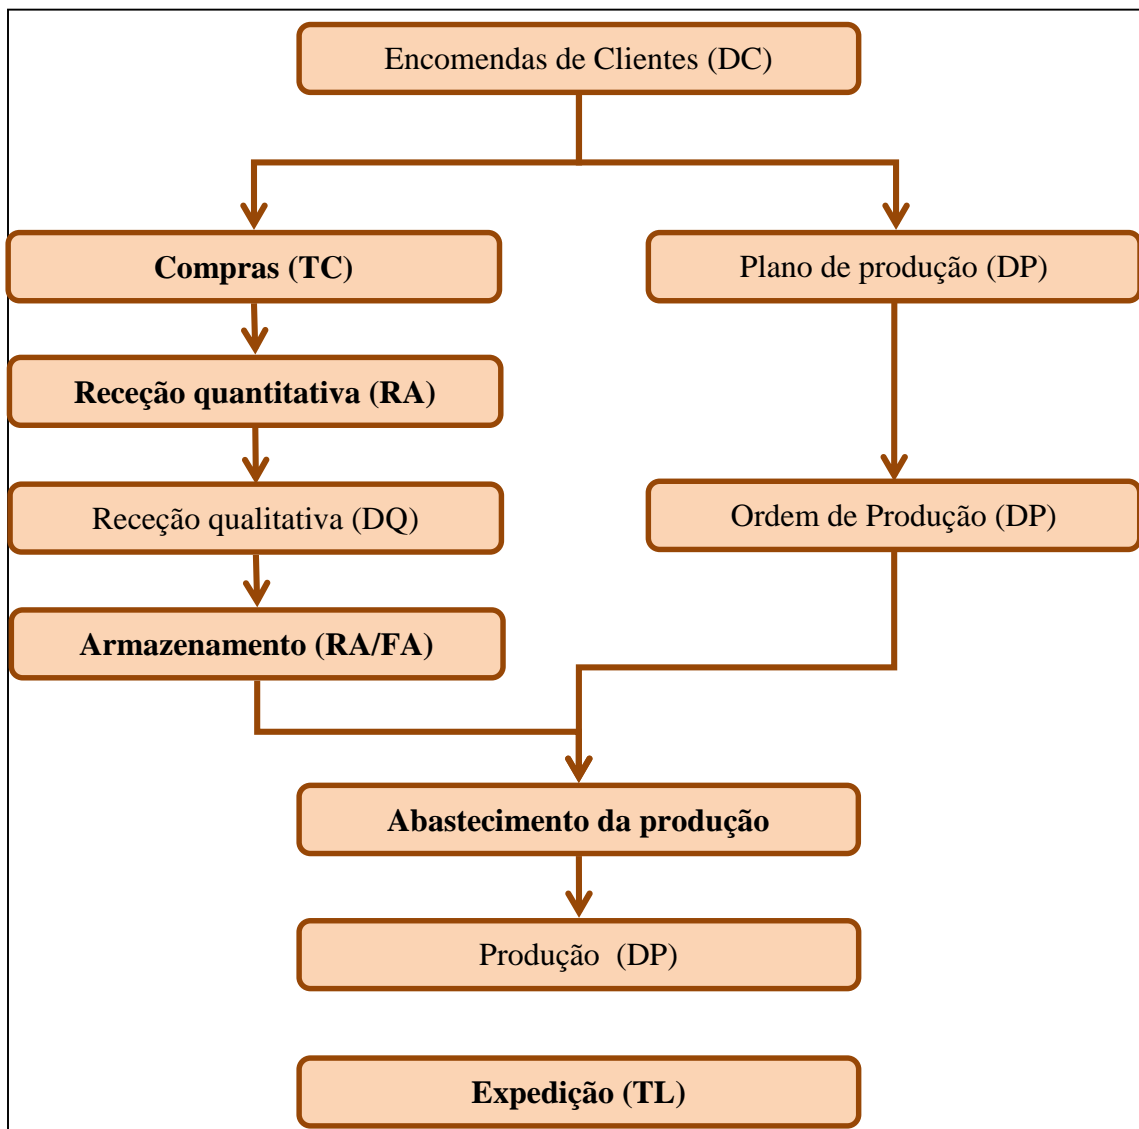 Encomendas de Clientes (DC)
Compras (TC)
Plano de produção (DP)
Receção quantitativa (RA)
Receção qualitativa (DQ)
Ordem de Produção (DP)
Armazenamento (RA/FA)
Abastecimento da produção
Produção  (DP)
Expedição (TL)